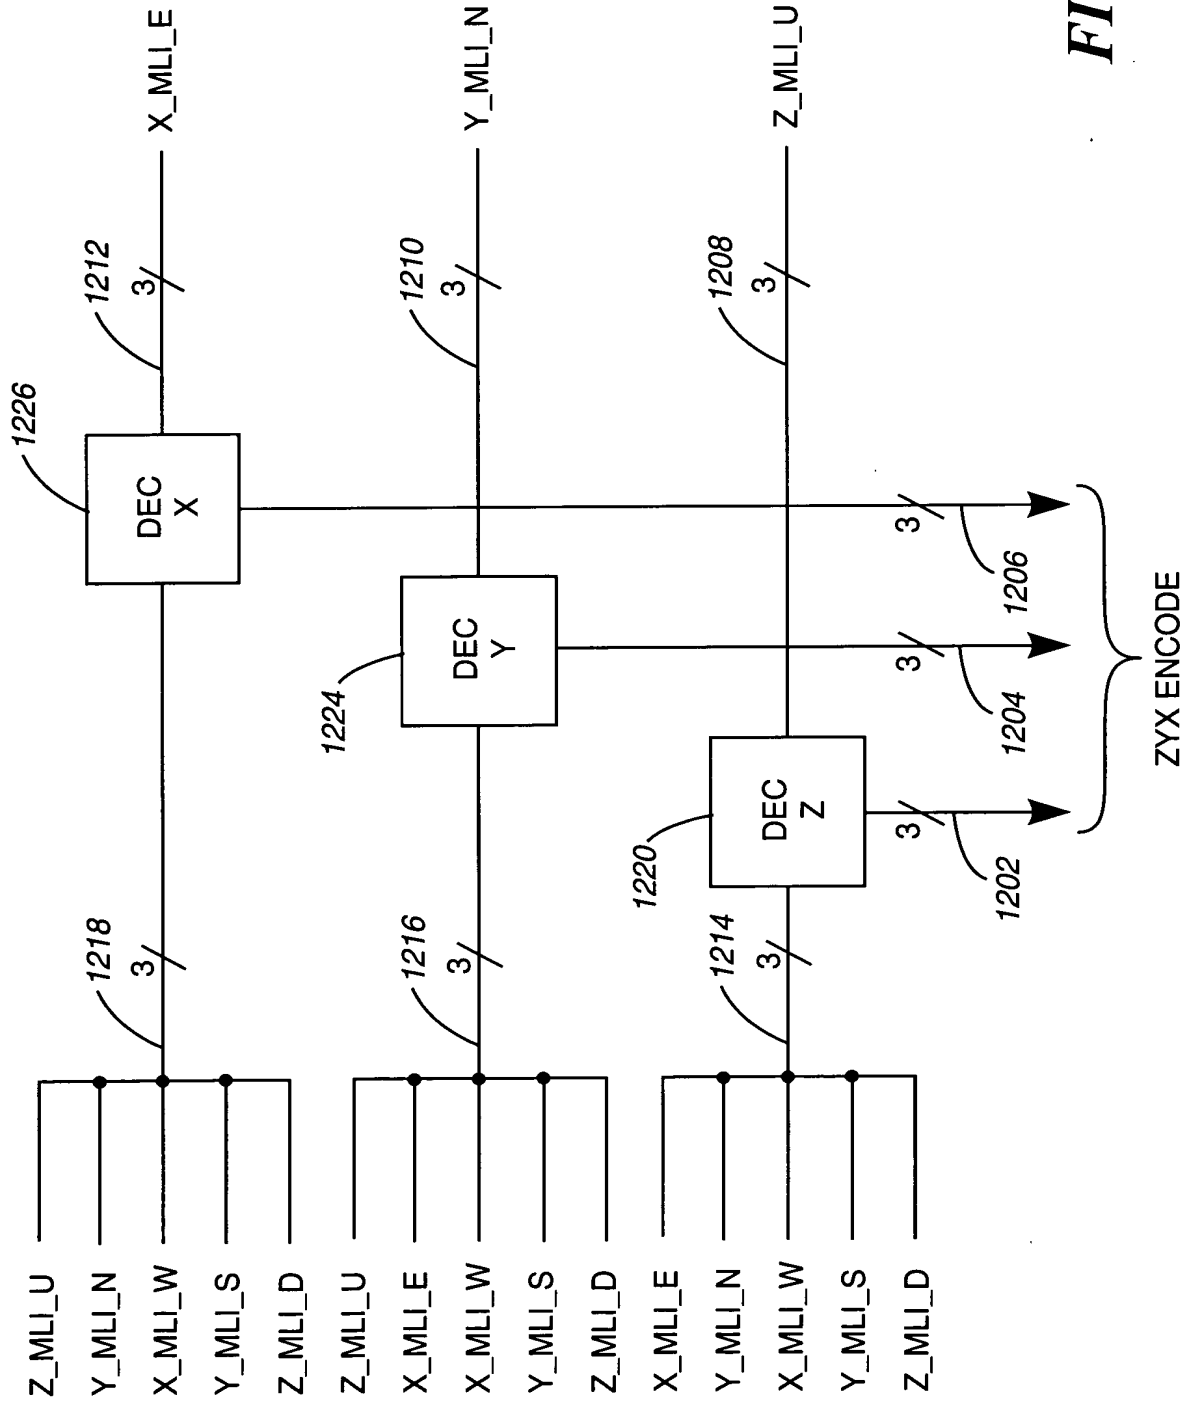 1226
Z_MLI_U
1218
1212
Y_MLI_N
3
3
DEC
X
X_MLI_W
X_MLI_E
Y_MLI_S
Z_MLI_D
1224
Z_MLI_U
1216
1210
X_MLI_E
3
3
DEC
Y
X_MLI_W
Y_MLI_N
Y_MLI_S
Z_MLI_D
1220
X_MLI_E
1214
1208
Y_MLI_N
3
3
DEC
Z
X_MLI_W
Z_MLI_U
Y_MLI_S
Z_MLI_D
3
3
3
1202
1204
1206
ZYX ENCODE
FI